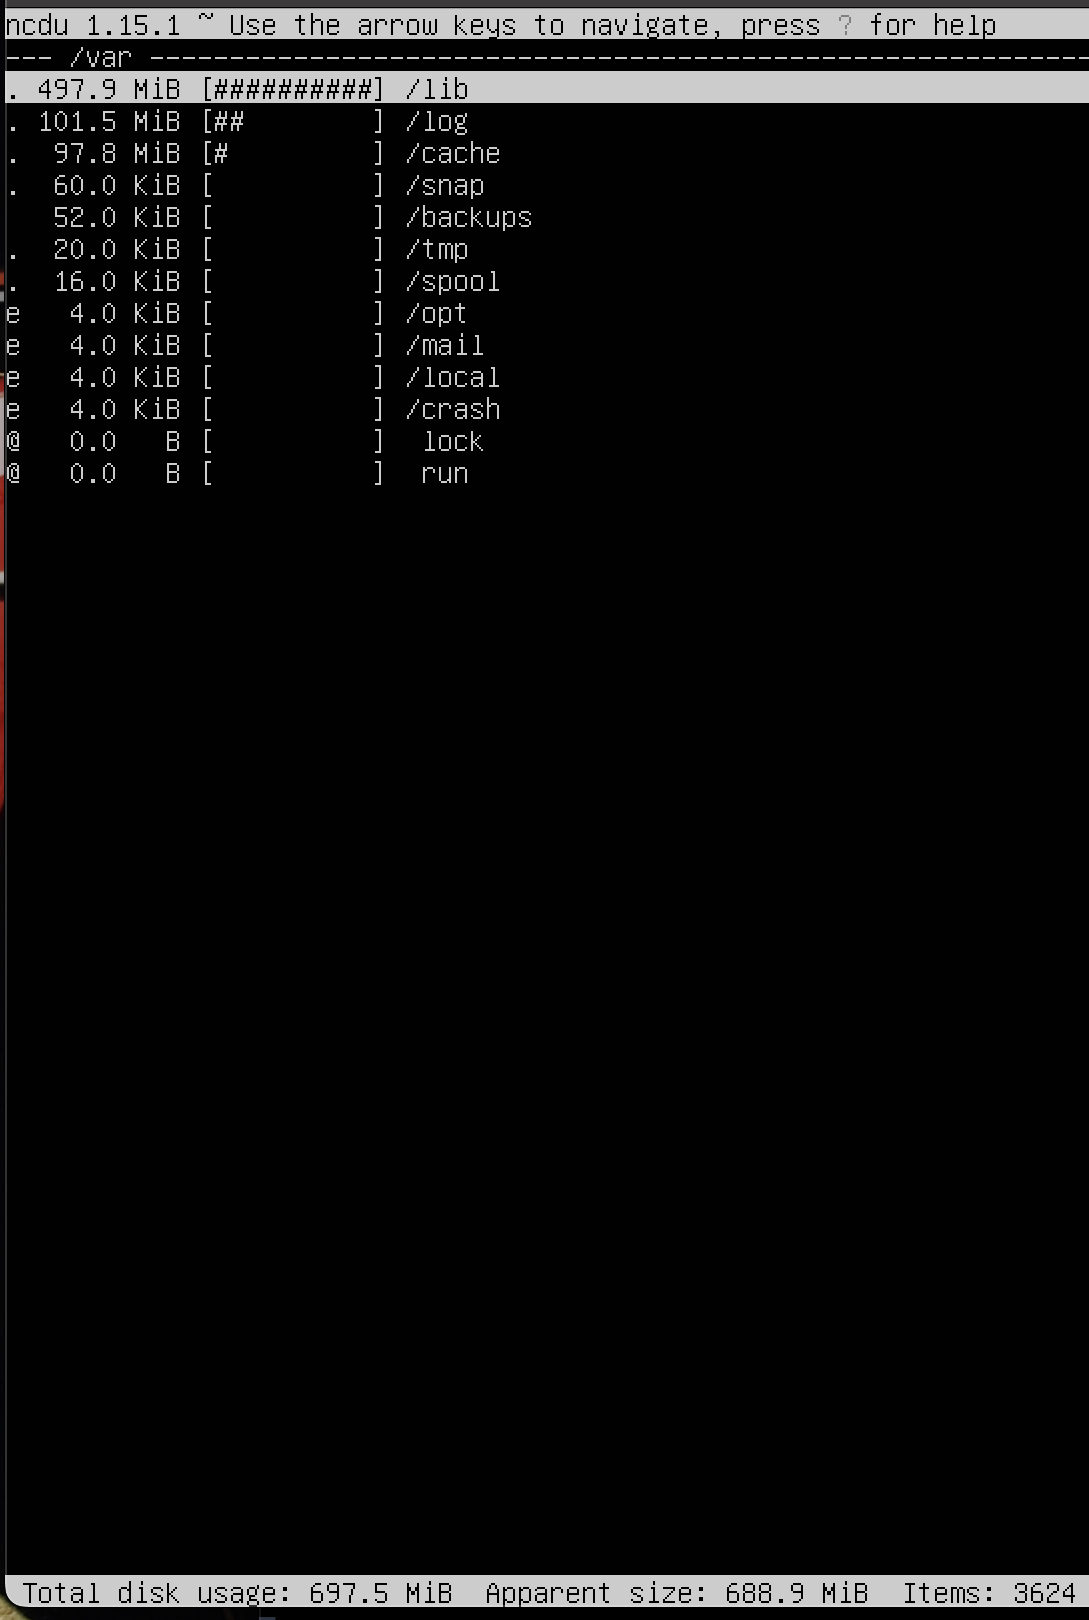 ncdu 1.15.1 ~ Use the arrow keys to navigate, press ? for help
--- /var ----------------------------------------------------------
. 497.9 MiB [##########] /lib
. 101.5 MiB [##        ] /log
.  97.8 MiB [#         ] /cache
.  60.0 KiB [          ] /snap
   52.0 KiB [          ] /backups
.  20.0 KiB [          ] /tmp
.  16.0 KiB [          ] /spool
e   4.0 KiB [          ] /opt
e   4.0 KiB [          ] /mail
e   4.0 KiB [          ] /local
e   4.0 KiB [          ] /crash
@   0.0   B [          ]  lock
@   0.0   B [          ]  run
Total disk usage: 697.5 MiB  Apparent size: 688.9 MiB  Items: 3624